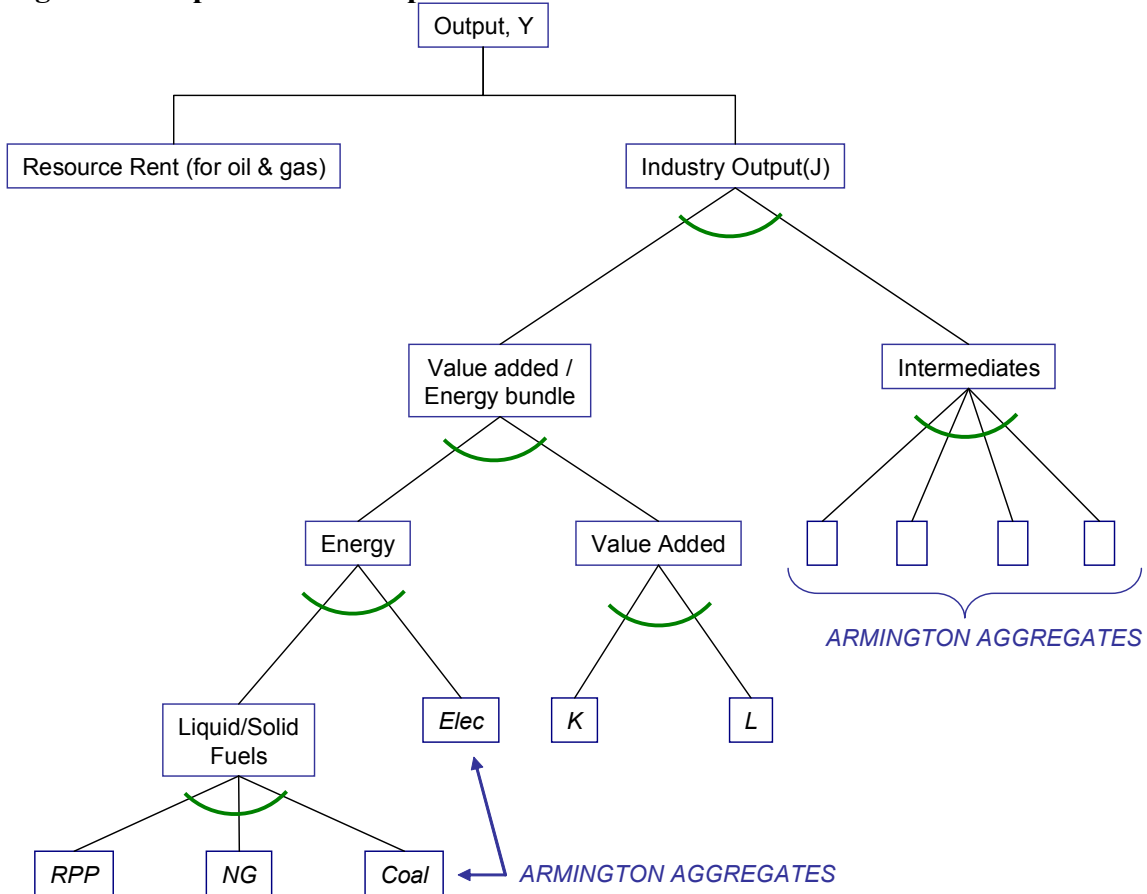 Output, Y
Resource Rent (for oil & gas)
Industry Output(J)
Value added /
Energy bundle
Intermediates
Energy
Value Added
ARMINGTON AGGREGATES
Liquid/Solid
Fuels
Elec
K
L
RPP
NG
Coal
ARMINGTON AGGREGATES